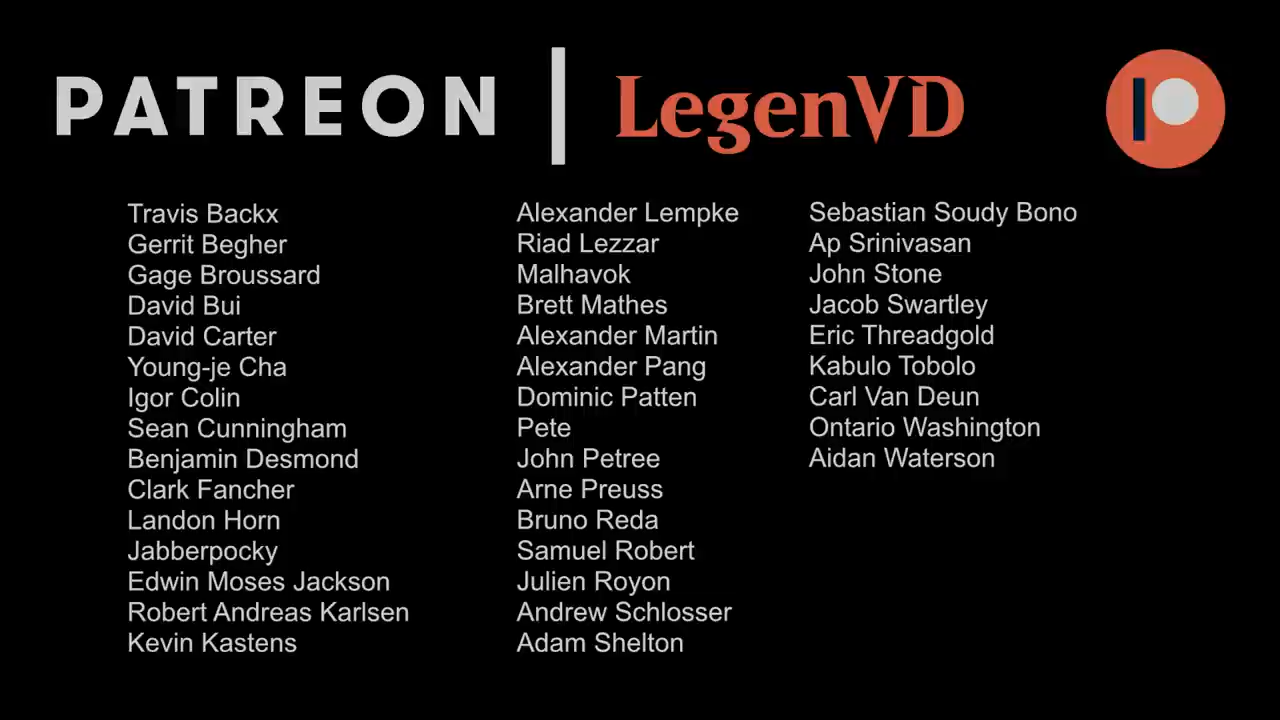 PATREON | LegenVD
Travis Backx
Gerrit Begher
Gage Broussard
David Bui
David Carter
Young-je Cha
Igor Colin
Sean Cunningham
Benjamin Desmond
Clark Fancher
Landon Horn
Jabberpocky
Edwin Moses Jackson
Robert Andreas Karlsen
Kevin Kastens
Alexander Lempke
Riad Lezzar
Malhavok
Brett Mathes
Alexander Martin
Alexander Pang
Dominic Patten
Pete
John Petree
Arne Preuss
Bruno Reda
Samuel Robert
Julien Royon
Andrew Schlosser
Adam Shelton
Sebastian Soudy Bono
Ap Srinivasan
John Stone
Jacob Swartley
Eric Threadgold
Kabulo Tobolo
Carl Van Deun
Ontario Washington
Aidan Waterson